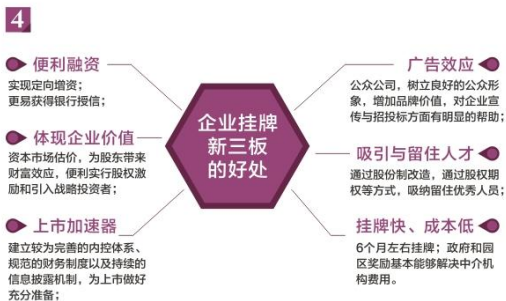 4
便利融资
实现定向增资；
更易获得银行授信；
体现企业价值
资本市场估价，为股东带来
财富效应，便利实行股权激
励和引入战略投资者；
上市加速器
建立较为完善的内控体系、
规范的财务制度以及持续的
信息披露机制，为上市做好
充分准备；
企业挂牌
新三板
的好处
广告效应
公众公司，树立良好的公众形
象，增加品牌价值，对企业宣
传与招投标方面有明显的帮助；
吸引与留住人才
通过股份制改造，通过股权期
权等方式，吸纳留住优秀人员；
挂牌快、成本低
6个月左右挂牌；政府和园
区奖励基本能够解决中介机
构费用。